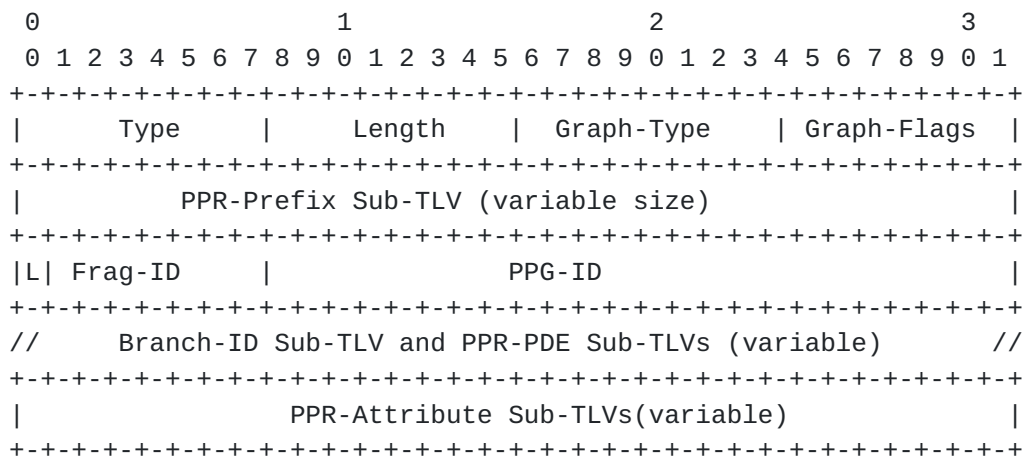 0                   1                   2                   3
 0 1 2 3 4 5 6 7 8 9 0 1 2 3 4 5 6 7 8 9 0 1 2 3 4 5 6 7 8 9 0 1
+-+-+-+-+-+-+-+-+-+-+-+-+-+-+-+-+-+-+-+-+-+-+-+-+-+-+-+-+-+-+-+-+
|      Type     |     Length    |  Graph-Type    | Graph-Flags  |
+-+-+-+-+-+-+-+-+-+-+-+-+-+-+-+-+-+-+-+-+-+-+-+-+-+-+-+-+-+-+-+-+
|          PPR-Prefix Sub-TLV (variable size)                   |
+-+-+-+-+-+-+-+-+-+-+-+-+-+-+-+-+-+-+-+-+-+-+-+-+-+-+-+-+-+-+-+-+
|L| Frag-ID     |               PPG-ID                          |
+-+-+-+-+-+-+-+-+-+-+-+-+-+-+-+-+-+-+-+-+-+-+-+-+-+-+-+-+-+-+-+-+
//     Branch-ID Sub-TLV and PPR-PDE Sub-TLVs (variable)       //
+-+-+-+-+-+-+-+-+-+-+-+-+-+-+-+-+-+-+-+-+-+-+-+-+-+-+-+-+-+-+-+-+
|                 PPR-Attribute Sub-TLVs(variable)              |
+-+-+-+-+-+-+-+-+-+-+-+-+-+-+-+-+-+-+-+-+-+-+-+-+-+-+-+-+-+-+-+-+